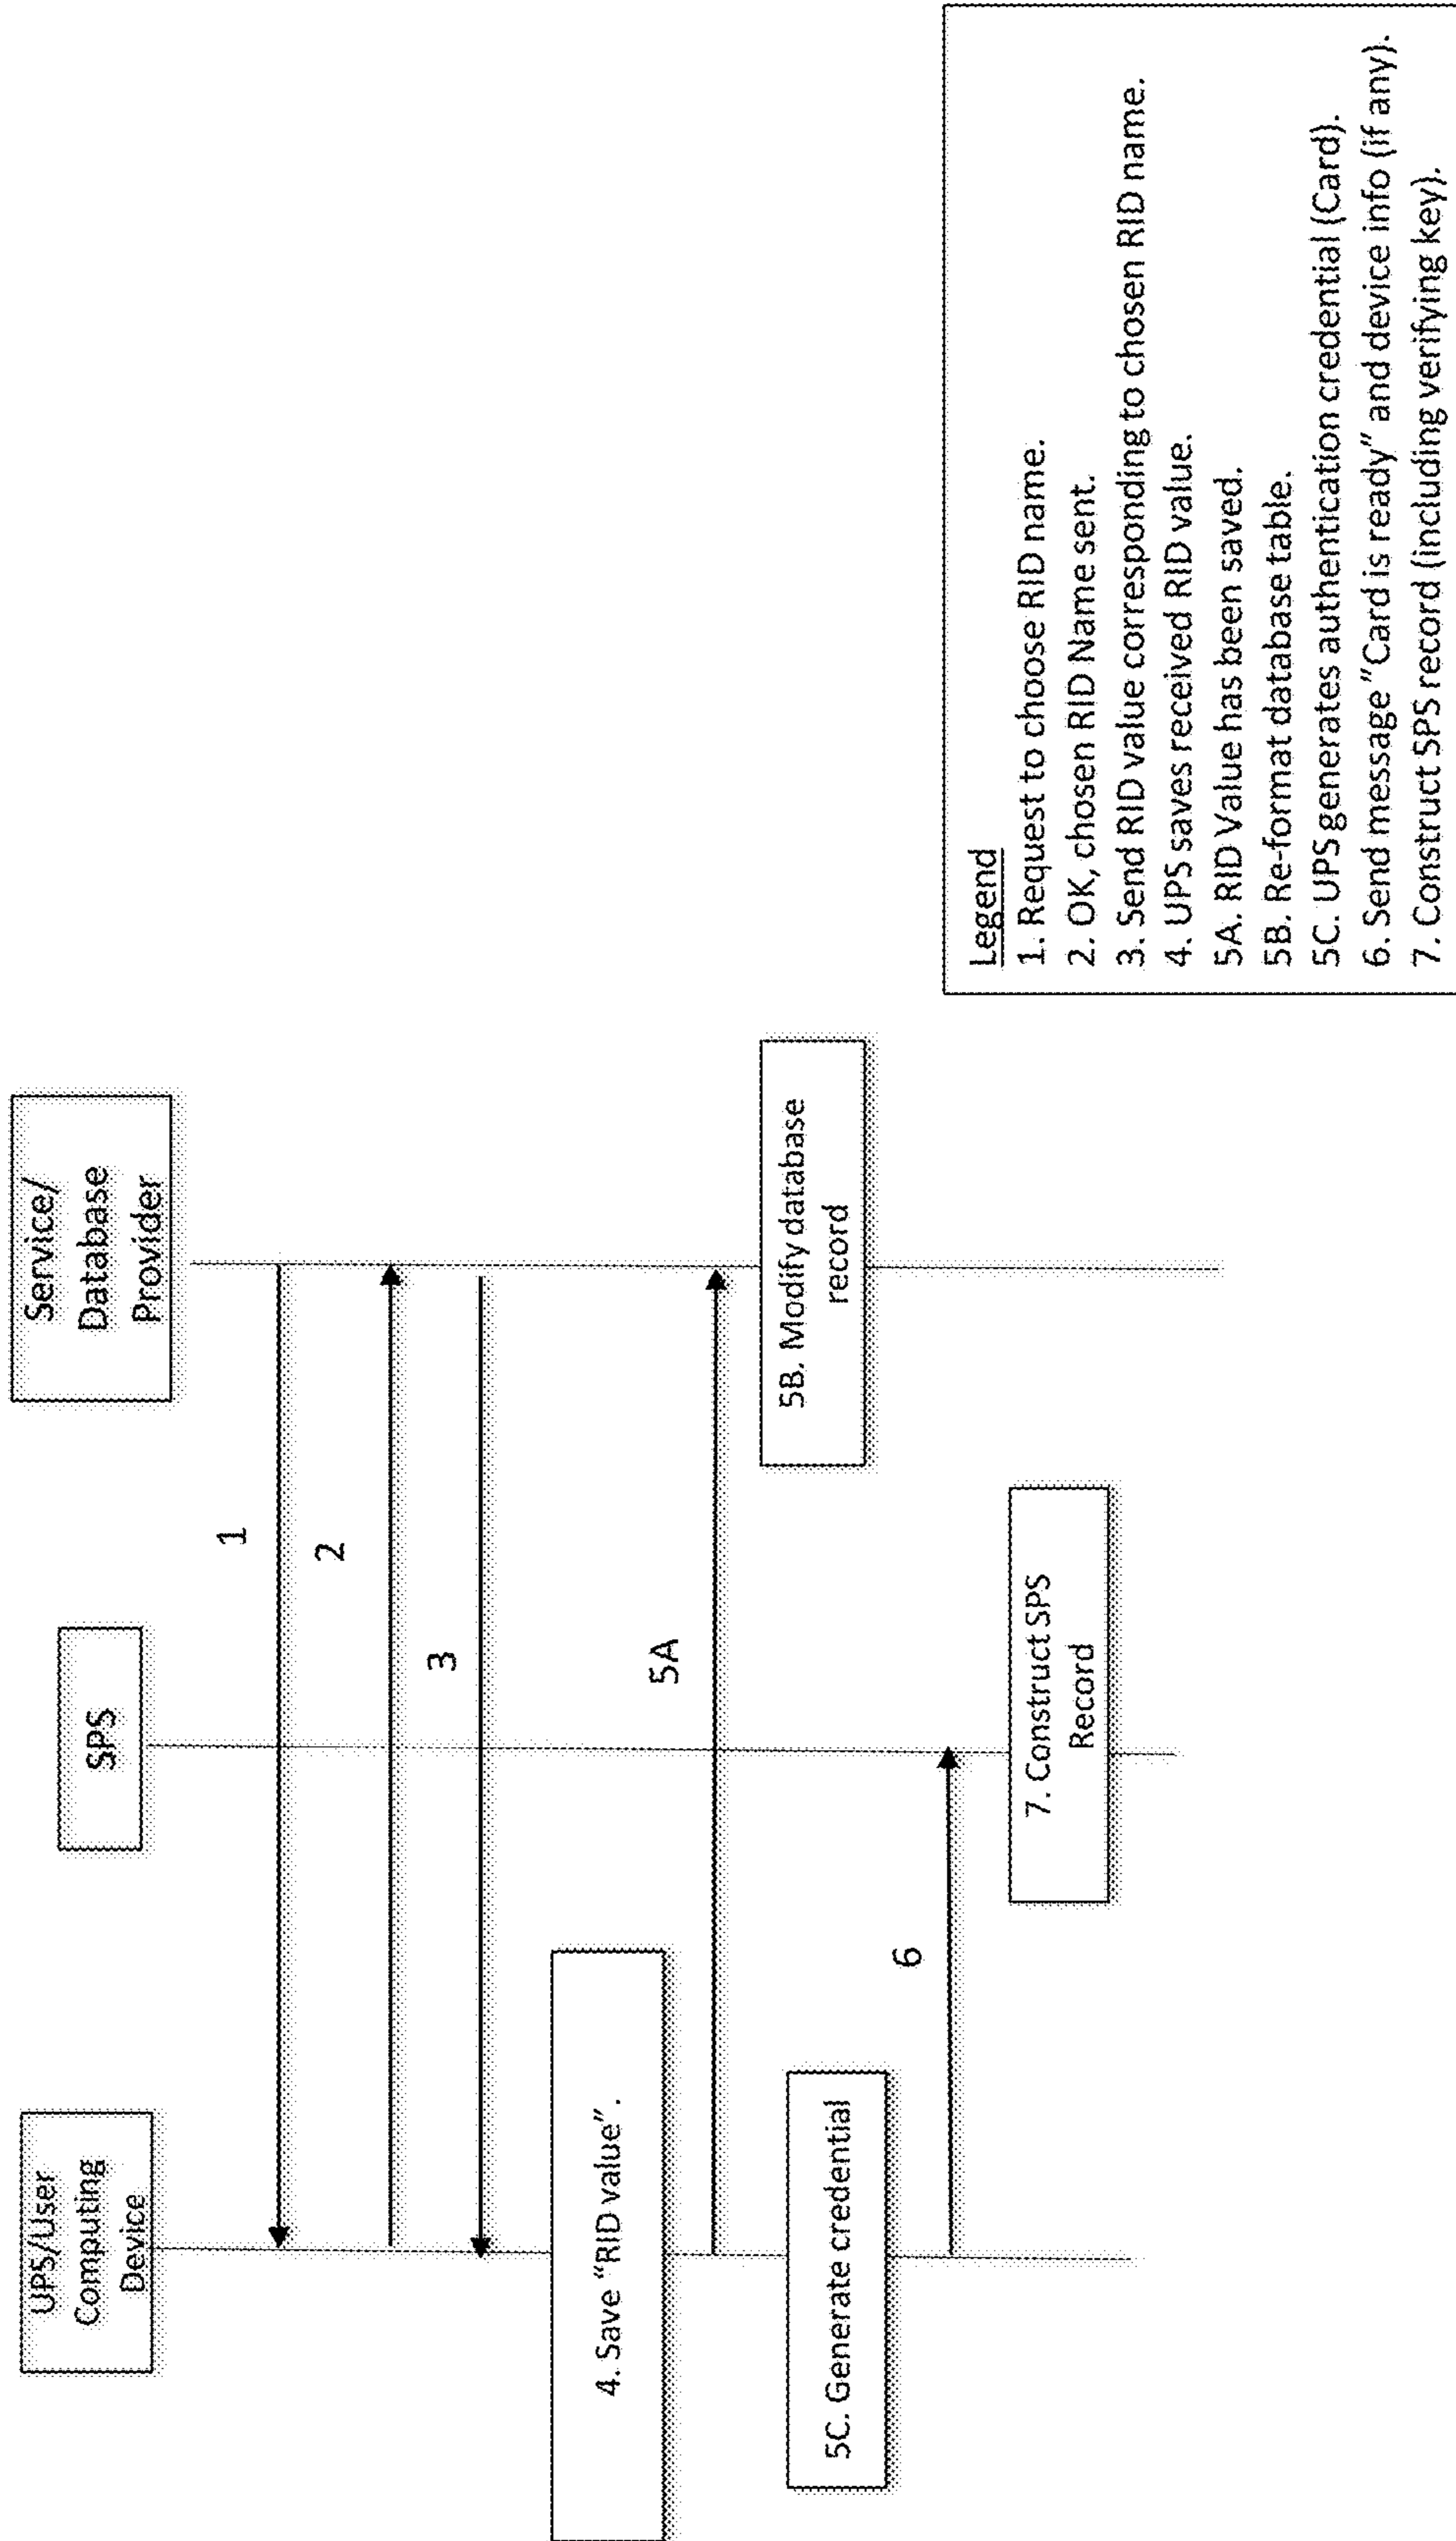 UPS/User
Computing
Device
SPS
Service/
Database
Provider
1
2
3
4. Save “RID value”.
5A
5B. Modify database
record
5C. Generate credential
6
7. Construct SPS
Record
Legend
1. Request to choose RID name.
2. OK, chosen RID Name sent.
3. Send RID value corresponding to chosen RID name.
4. UPS saves received RID value.
5A. RID Value has been saved.
5B. Re-format database table.
5C. UPS generates authentication credential (Card).
6. Send message “Card is ready” and device info (if any).
7. Construct SPS record (including verifying key).